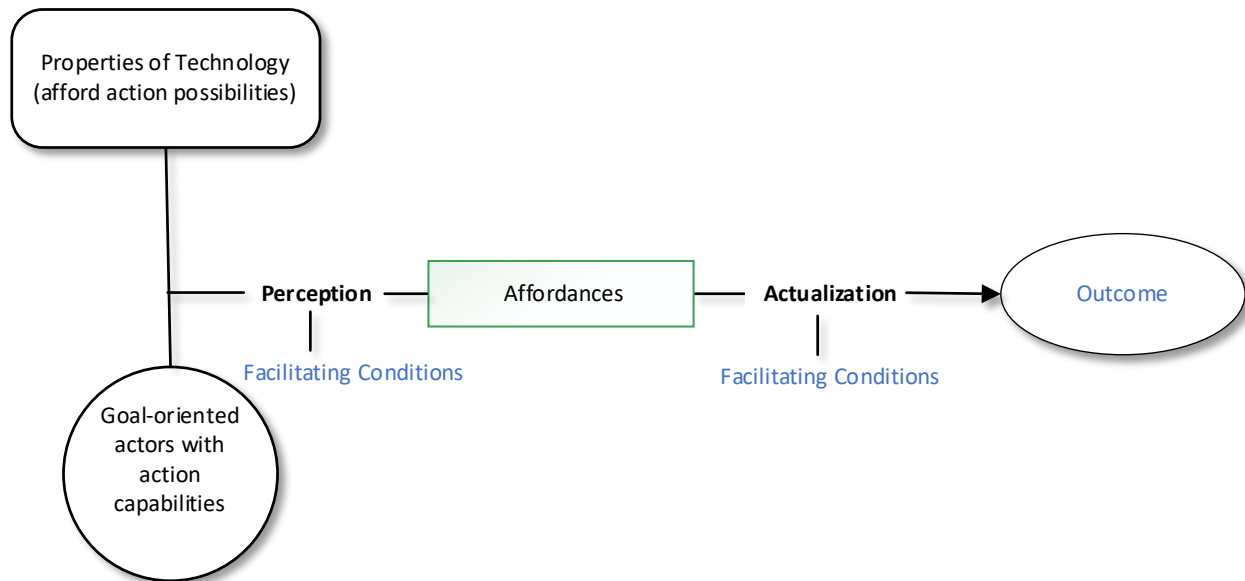 Properties of Technology
(afford action possibilities)
Perception
Affordances
Actualization
Outcome
Facilitating Conditions
Facilitating Conditions
Goal-oriented
actors with
action
capabilities